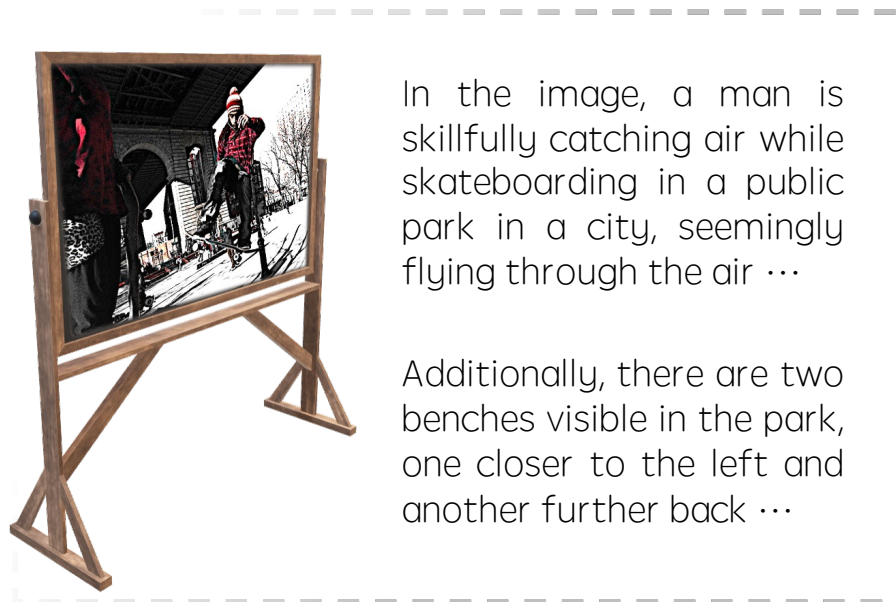 In the image, a man is
skillfully catching air while
skateboarding in a public
park in a city, seemingly
flying through the air ⋯
Additionally, there are two
benches visible in the park,
one closer to the left and
another further back ⋯